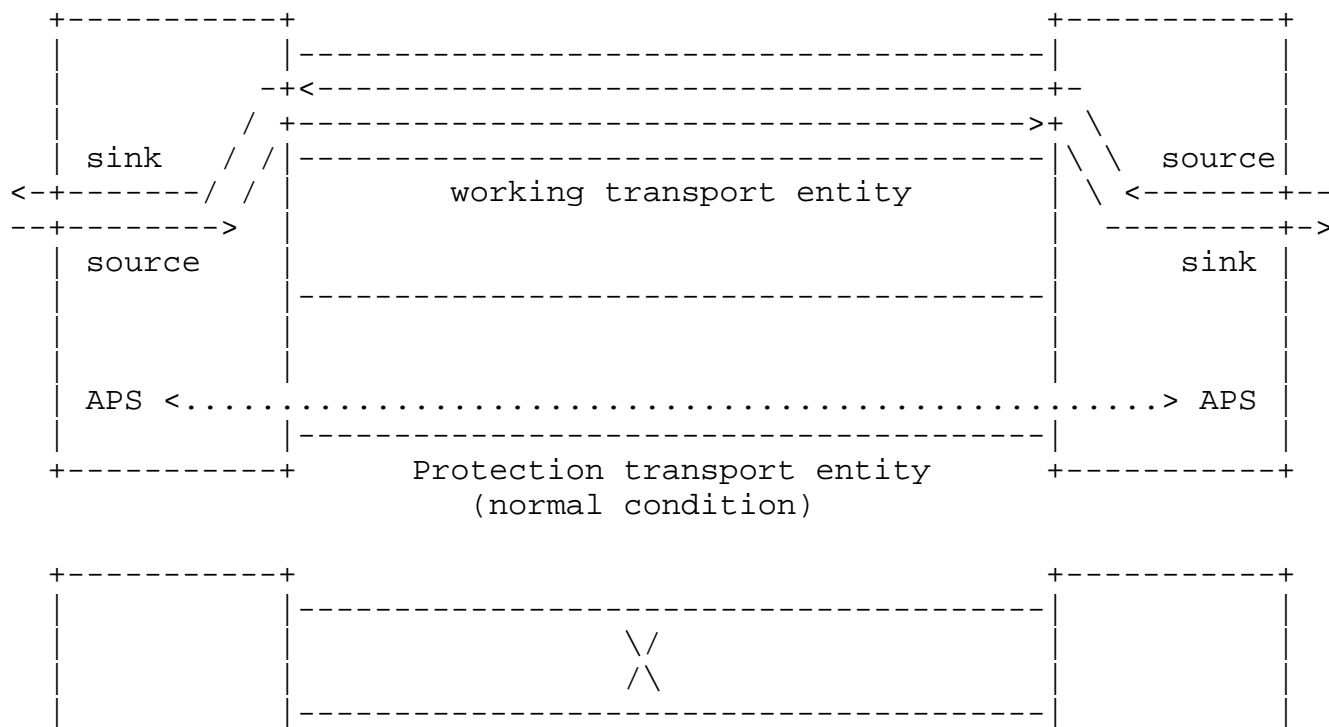 sink source
working transport entity
source sink
APS <..................................................> APS
Protection transport entity
(normal condition)